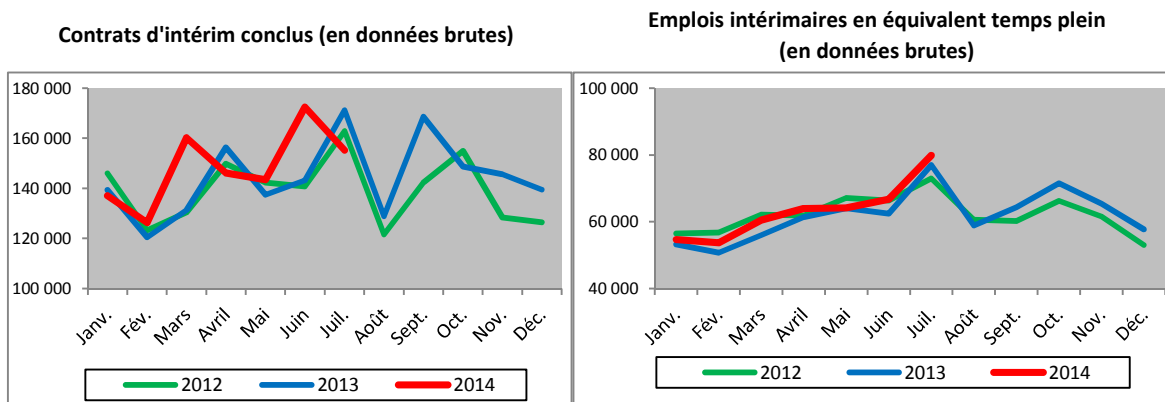 Contrats d'intérim conclus (en données brutes)
180 000
160 000
140 000
120 000
100 000
Janv.
Fév.
Mars
Avril
Mai
Juin
Juil.
Août
Sept.
Oct.
Nov.
Déc.
2012
2013
2014
Emplois intérimaires en équivalent temps plein
(en données brutes)
100 000
80 000
60 000
40 000
Janv.
Fév.
Mars
Avril
Mai
Juin
Juil.
Août
Sept.
Oct.
Nov.
Déc.
2012
2013
2014